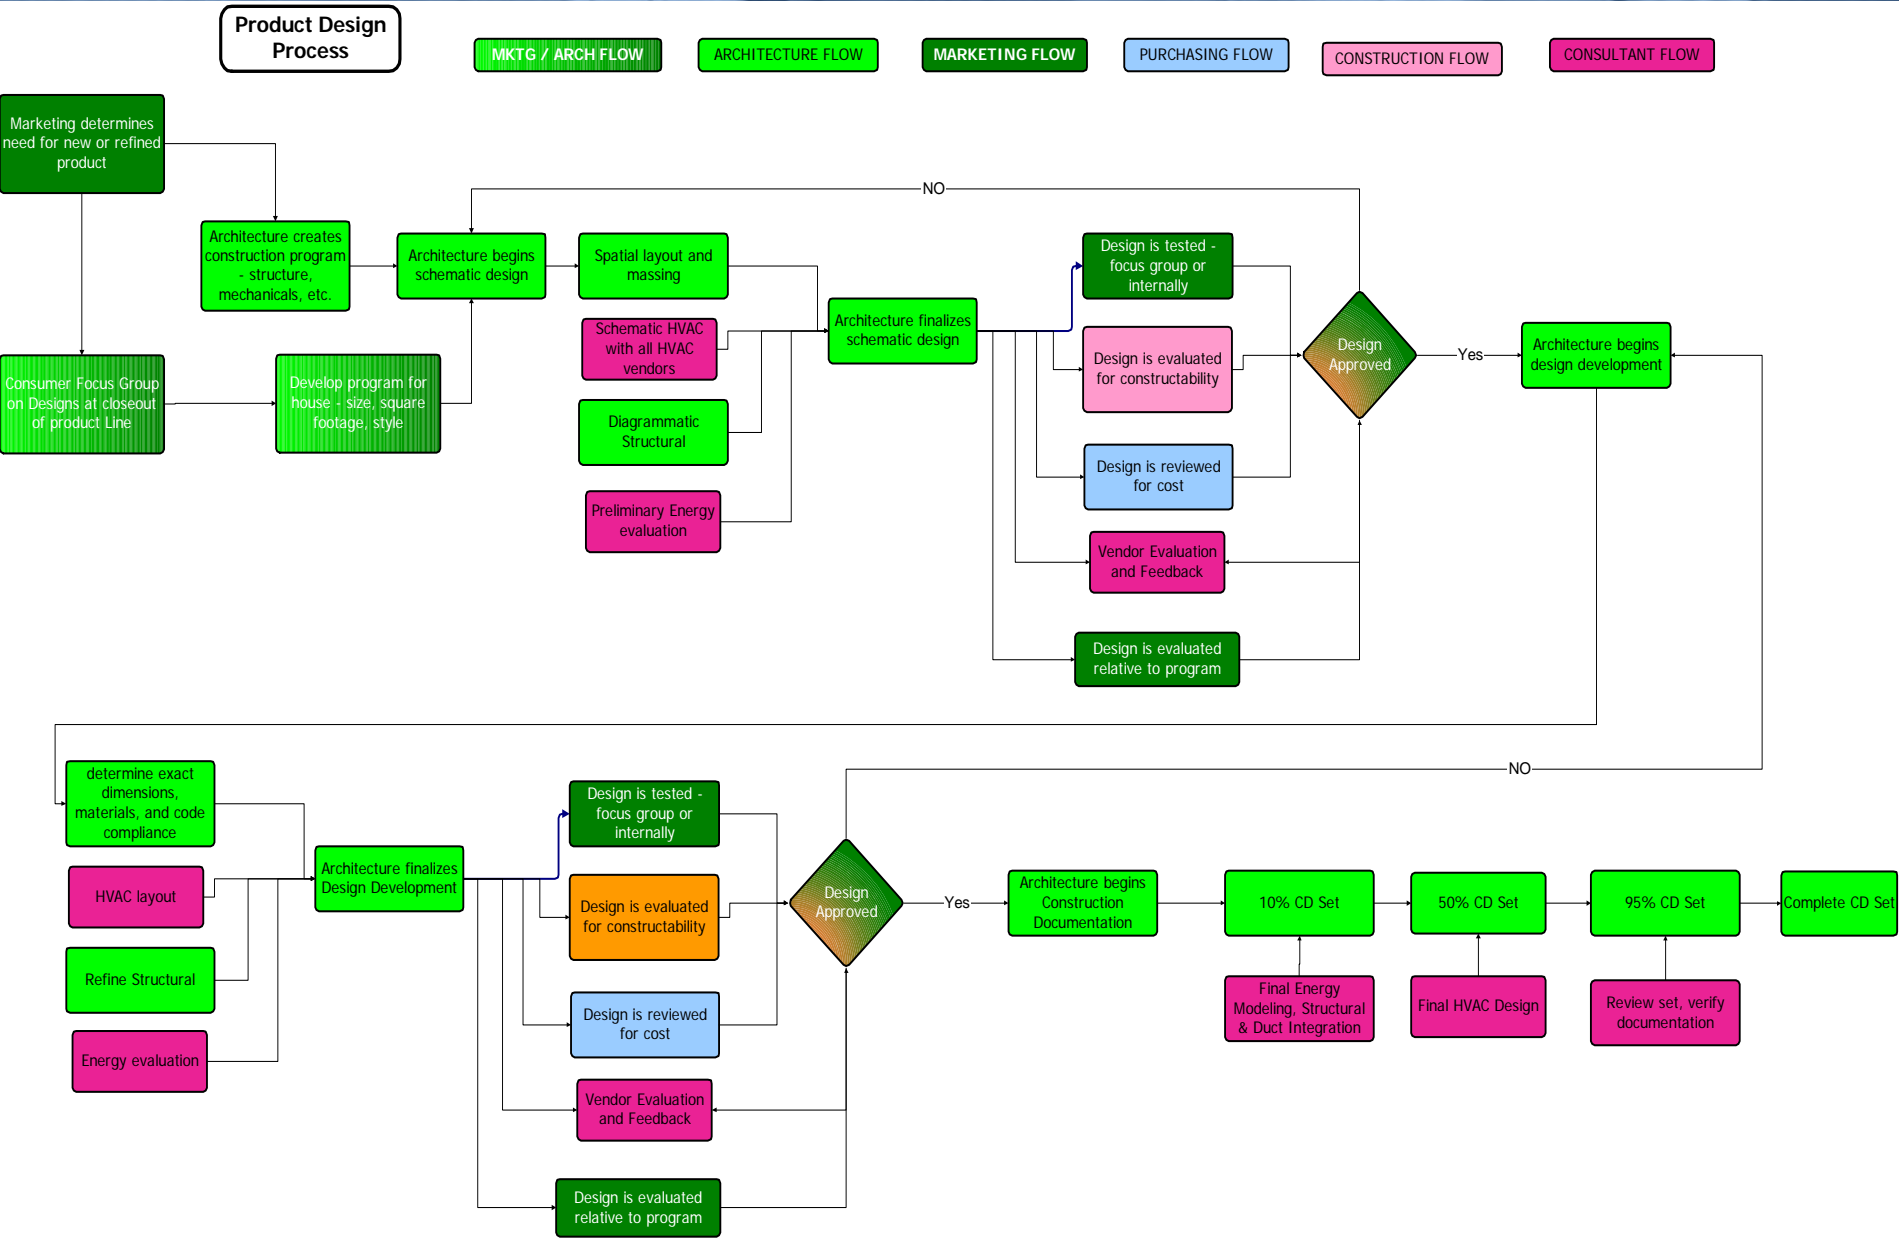 Product Design
Process
MKTG / ARCH FLOW
ARCHITECTURE FLOW
MARKETING FLOW
PURCHASING FLOW
CONSTRUCTION FLOW
CONSULTANT FLOW
Marketing determines
need for new or refined
product
NO
Architecture creates
construction program
- structure,
mechanicals, etc.
Architecture begins
schematic design
Spatial layout and
massing
Schematic HVAC
with all HVAC
vendors
Diagrammatic
Structural
Preliminary Energy
evaluation
Consumer Focus Group
on Designs at closeout
of product Line
Develop program for
house - size, square
footage, style
Architecture finalizes
schematic design
Design is tested -
focus group or
internally
Design is evaluated
for constructability
Design is reviewed
for cost
Vendor Evaluation
and Feedback
Design is evaluated
relative to program
Design
Approved
Yes
Architecture begins
design development
determine exact
dimensions,
materials, and code
compliance
HVAC layout
Refine Structural
Energy evaluation
Architecture finalizes
Design Development
Design is tested -
focus group or
internally
Design is evaluated
for constructability
Design is reviewed
for cost
Vendor Evaluation
and Feedback
Design is evaluated
relative to program
Design
Approved
NO
Yes
Architecture begins
Construction
Documentation
10% CD Set
50% CD Set
95% CD Set
Complete CD Set
Final Energy
Modeling, Structural
& Duct Integration
Final HVAC Design
Review set, verify
documentation